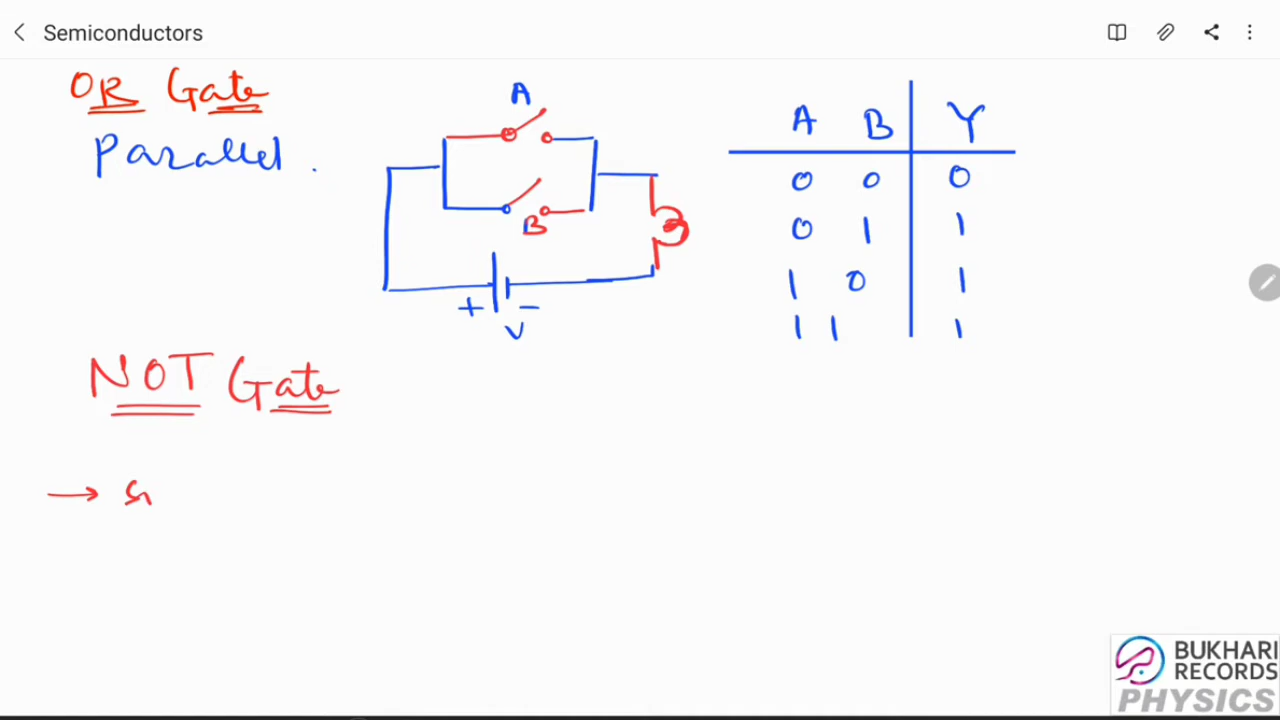 Semiconductors
OR Gate
Parallel.
A
B
+ -
V
A B Y
0 0 0
0 1 1
1 0 1
1 1 1
NOT Gate
→
BUKHARI
RECORDS
PHYSICS